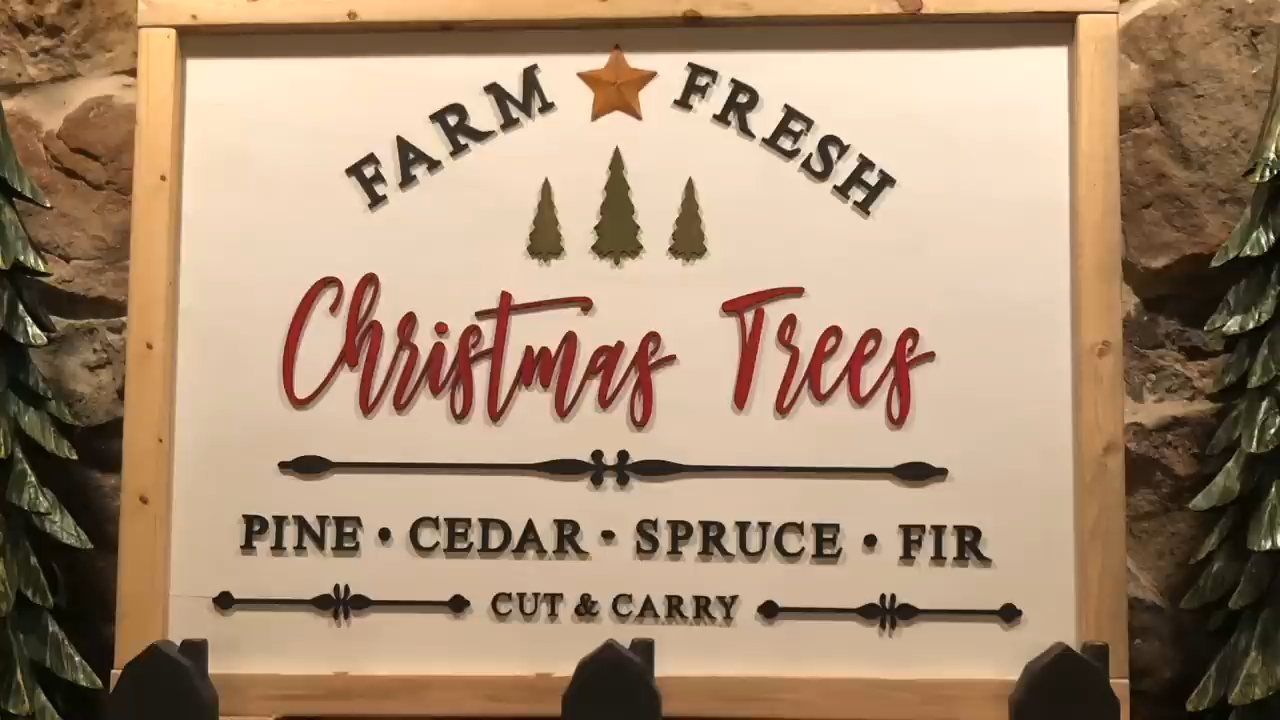 FARM FRESH
Christmas Trees
PINE • CEDAR • SPRUCE • FIR
CUT & CARRY